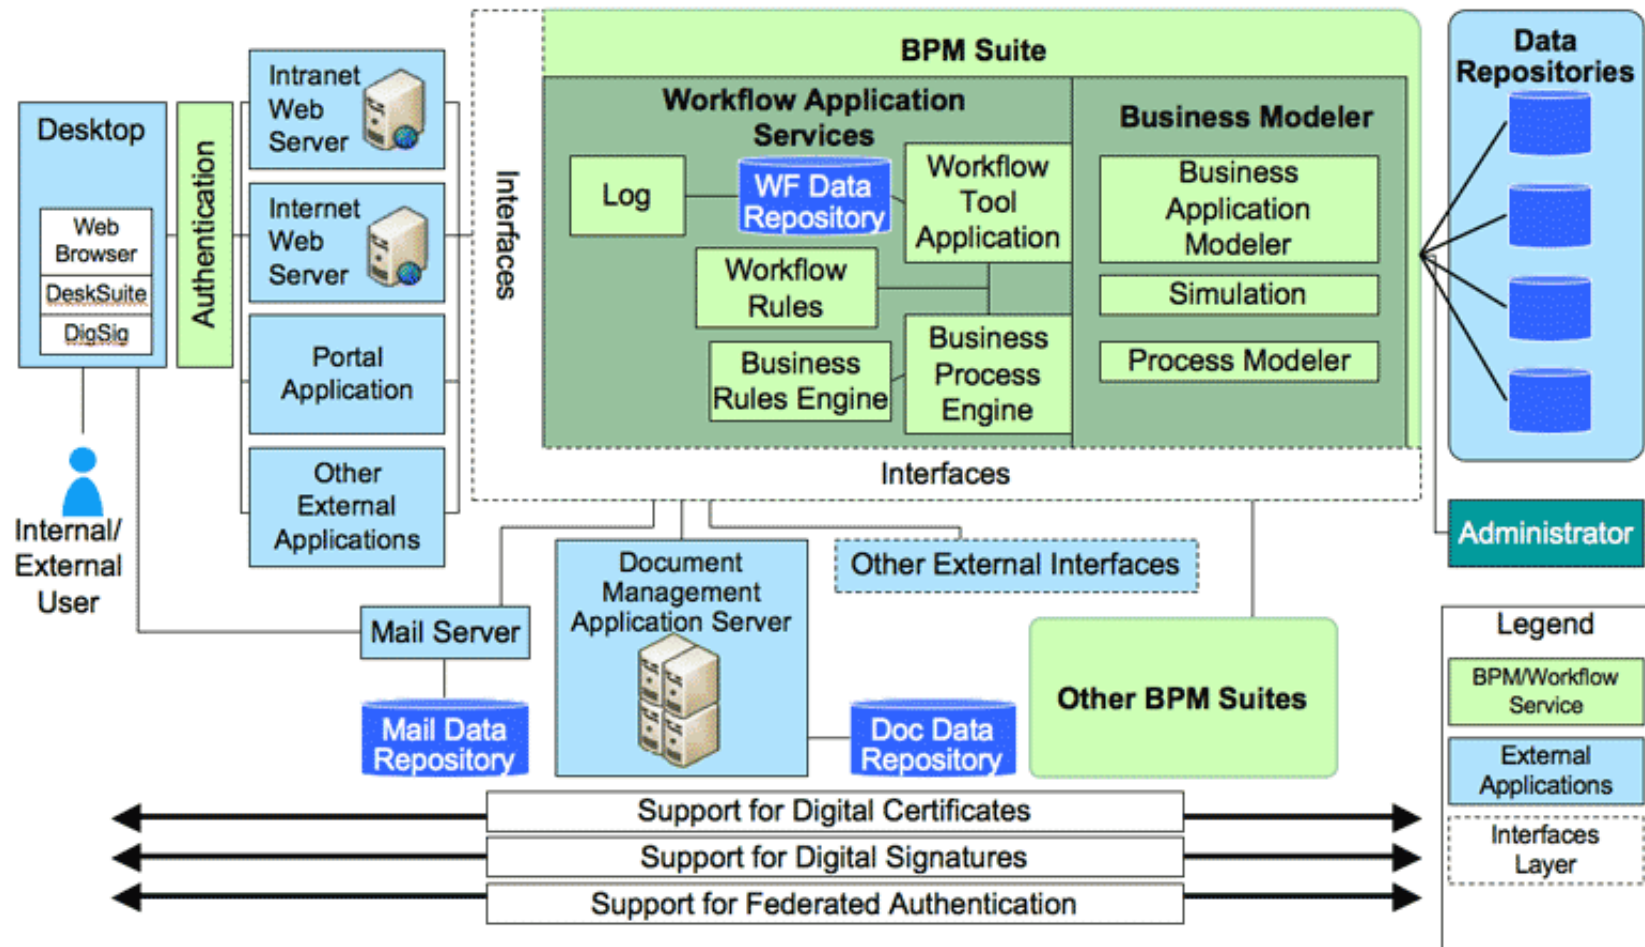 Desktop
Web
Browser
DeskSuite
DigSig
Internal/
External
User
Authentication
Intranet
Web
Server
Internet
Web
Server
Portal
Application
Other
External
Applications
Interfaces
BPM Suite
Workflow Application
Services
Log
WF Data
Repository
Workflow
Tool
Application
Workflow
Rules
Business
Rules Engine
Business
Process
Engine
Business Modeler
Business
Application
Modeler
Simulation
Process Modeler
Interfaces
Data
Repositories
Administrator
Mail Server
Mail Data
Repository
Document
Management
Application Server
Doc Data
Repository
Other External Interfaces
Other BPM Suites
Legend
BPM/Workflow
Service
External
Applications
Interfaces
Layer
Support for Digital Certificates
Support for Digital Signatures
Support for Federated Authentication